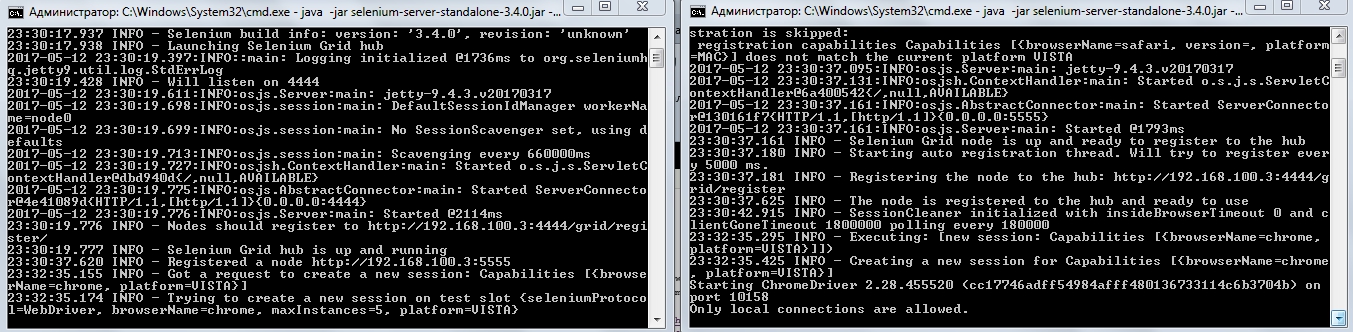 Администратор: C:\Windows\System32\cmd.exe - java -jar selenium-server-standalone-3.4.0.jar -...
23:30:17.937 INFO - Selenium build info: version: '3.4.0', revision: 'unknown'
23:30:17.938 INFO - Launching Selenium Grid hub
2017-05-12 23:30:19.397:INFO::main: Logging initialized @1736ms to org.seleniumh
q.jetty9.util.log.StdErrLog
23:30:19.428 INFO - Will listen on 4444
2017-05-12 23:30:19.611:INFO:osjs.Server:main: jetty-9.4.3.v20170317
2017-05-12 23:30:19.698:INFO:osjs.session:main: DefaultSessionIdManager workerNa
me=node0
2017-05-12 23:30:19.699:INFO:osjs.session:main: No SessionScavenger set, using d
efaults
2017-05-12 23:30:19.713:INFO:osjs.session:main: Scavenging every 660000ms
2017-05-12 23:30:19.727:INFO:osjsh.ContextHandler:main: Started o.s.j.s.ServletC
ontextHandler@dbd940d{/,null,AVAILABLE}
2017-05-12 23:30:19.775:INFO:osjs.AbstractConnector:main: Started ServerConnecto
r@4e41089d{HTTP/1.1,[http/1.1]}{0.0.0.0:4444}
2017-05-12 23:30:19.776:INFO:osjs.Server:main: Started @2114ms
23:30:19.776 INFO - Nodes should register to http://192.168.100.3:4444/grid/regi
ster/
23:30:19.777 INFO - Selenium Grid hub is up and running
23:30:37.620 INFO - Registered a node http://192.168.100.3:5555
23:32:35.155 INFO - Got a request to create a new session: Capabilities [{browse
rName=chrome, platform=VISTA}]
23:32:35.174 INFO - Trying to create a new session on test slot {seleniumProtoco
l=WebDriver, browserName=chrome, maxInstances=5, platform=VISTA}
Администратор: C:\Windows\System32\cmd.exe - java -jar selenium-server-standalone-3.4.0.jar -...
stration is skipped:
registration capabilities Capabilities [{browserName=safari, version=, platform
=MAC}] does not match the current platform VISTA
2017-05-12 23:30:37.095:INFO:osjs.Server:main: jetty-9.4.3.v20170317
2017-05-12 23:30:37.131:INFO:osjsh.ContextHandler:main: Started o.s.j.s.ServletC
ontextHandler@6a400542{/,null,AVAILABLE}
2017-05-12 23:30:37.161:INFO:osjs.AbstractConnector:main: Started ServerConnecto
r@130161f7{HTTP/1.1,[http/1.1]}{0.0.0.0:5555}
2017-05-12 23:30:37.161:INFO:osjs.Server:main: Started @1793ms
23:30:37.161 INFO - Selenium Grid node is up and ready to register to the hub
23:30:37.180 INFO - Starting auto registration thread. Will try to register ever
y 5000 ms.
23:30:37.181 INFO - Registering the node to the hub: http://192.168.100.3:4444/g
rid/register
23:30:37.625 INFO - The node is registered to the hub and ready to use
23:30:42.915 INFO - SessionCleaner initialized with insideBrowserTimeout 0 and c
lientGoneTimeout 1800000 polling every 180000
23:32:35.295 INFO - Executing: [new session: Capabilities [{browserName=chrome,
platform=VISTA}]])
23:32:35.425 INFO - Creating a new session for Capabilities [{browserName=chrome
, platform=VISTA}]
Starting ChromeDriver 2.28.455520 (cc17746adff54984afff480136733114c6b3704b) on
port 10158
Only local connections are allowed.